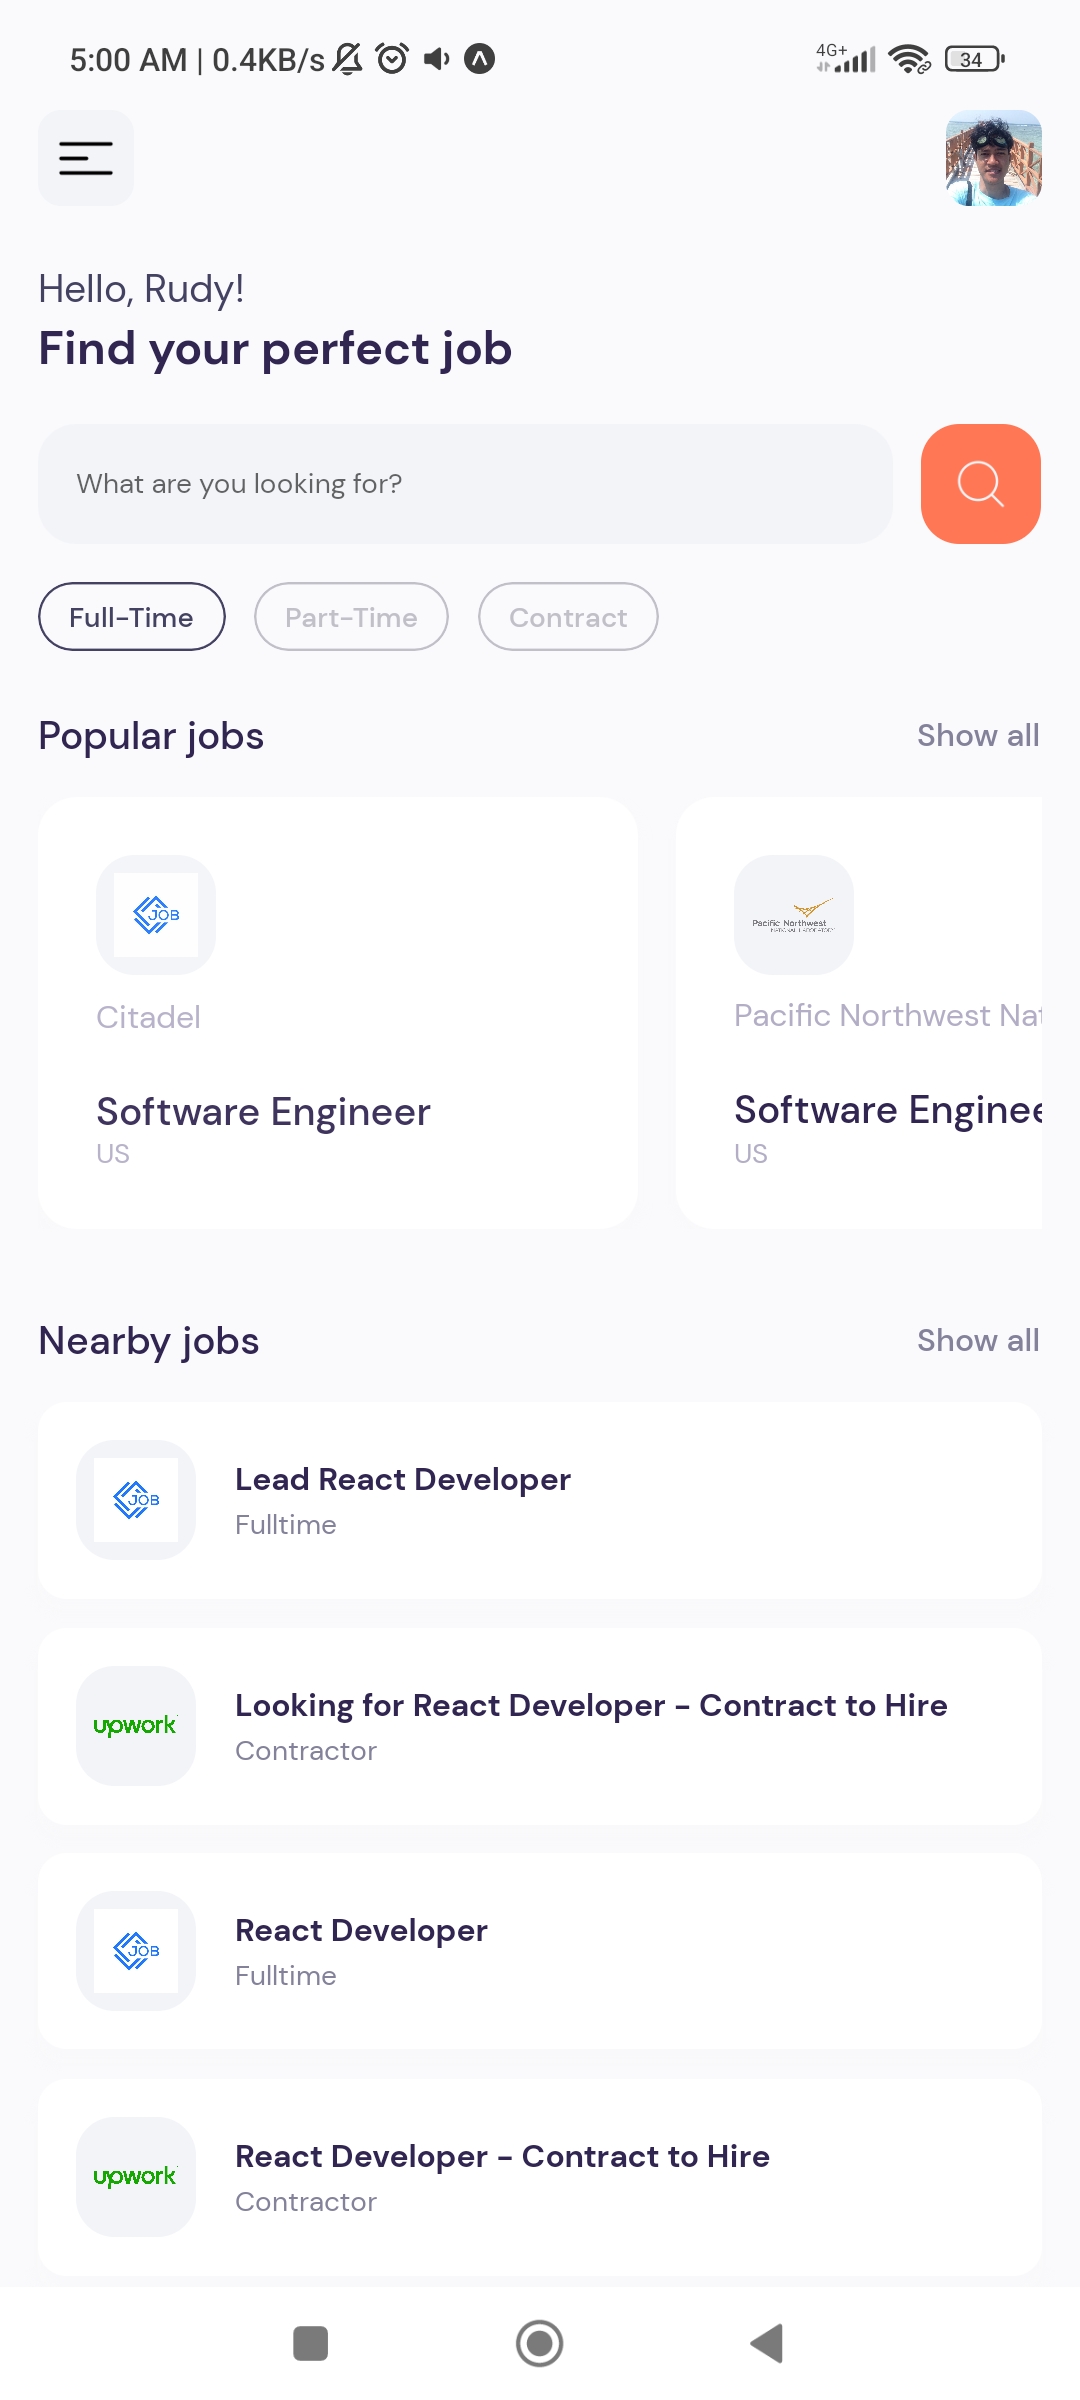 5:00 AM | 0.4KB/s
4G+
34
Hello, Rudy!
Find your perfect job
What are you looking for?
Full-Time
Part-Time
Contract
Popular jobs
Show all
JOB
Pacific Northwest
NATIONAL LABORATORY
Citadel
Pacific Northwest Nat
Software Engineer
Software Enginee
US
US
Nearby jobs
Show all
JOB
Lead React Developer
Fulltime
upwork
Looking for React Developer - Contract to Hire
Contractor
JOB
React Developer
Fulltime
upwork
React Developer - Contract to Hire
Contractor